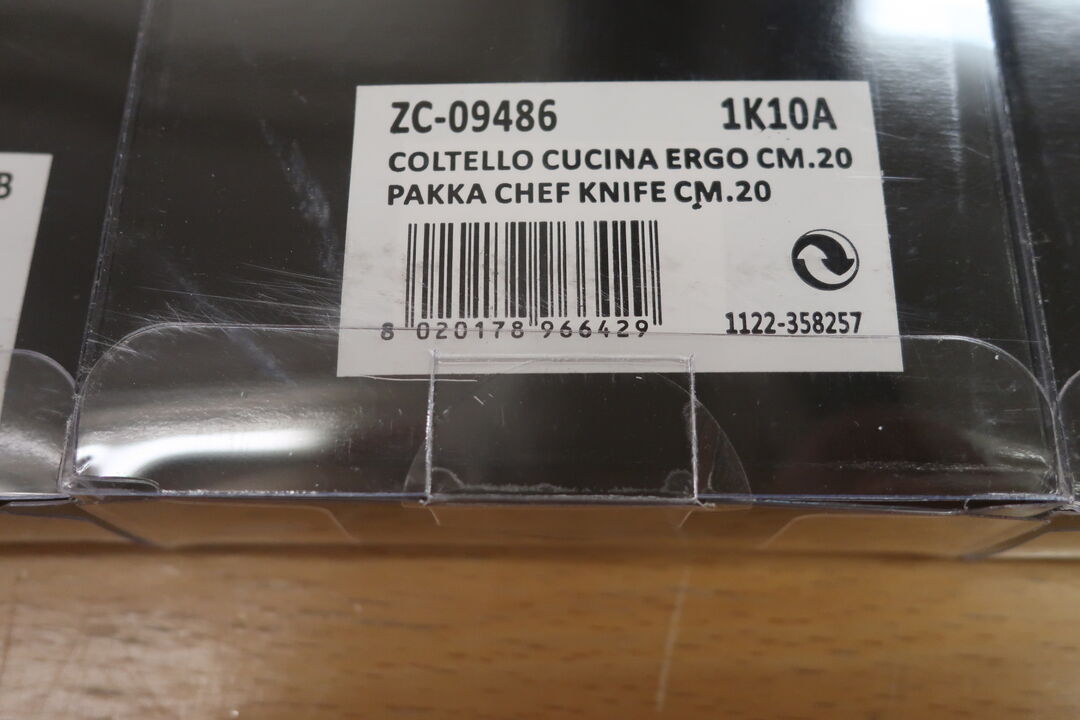 ZC-09486 1K10A
COLTELLO CUCINA ERGO CM.20
PAKKA CHEF KNIFE CM.20
8 020178 966429
1122-358257
B